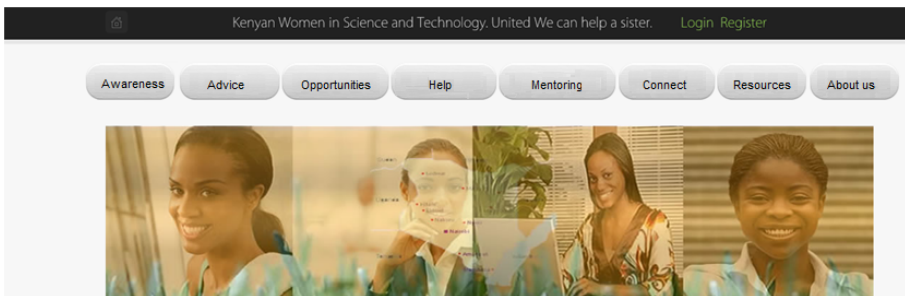 Kenyan Women in Science and Technology. United We can help a sister. Login Register
Awareness Advice Opportunities Help Mentoring Connect Resources About us